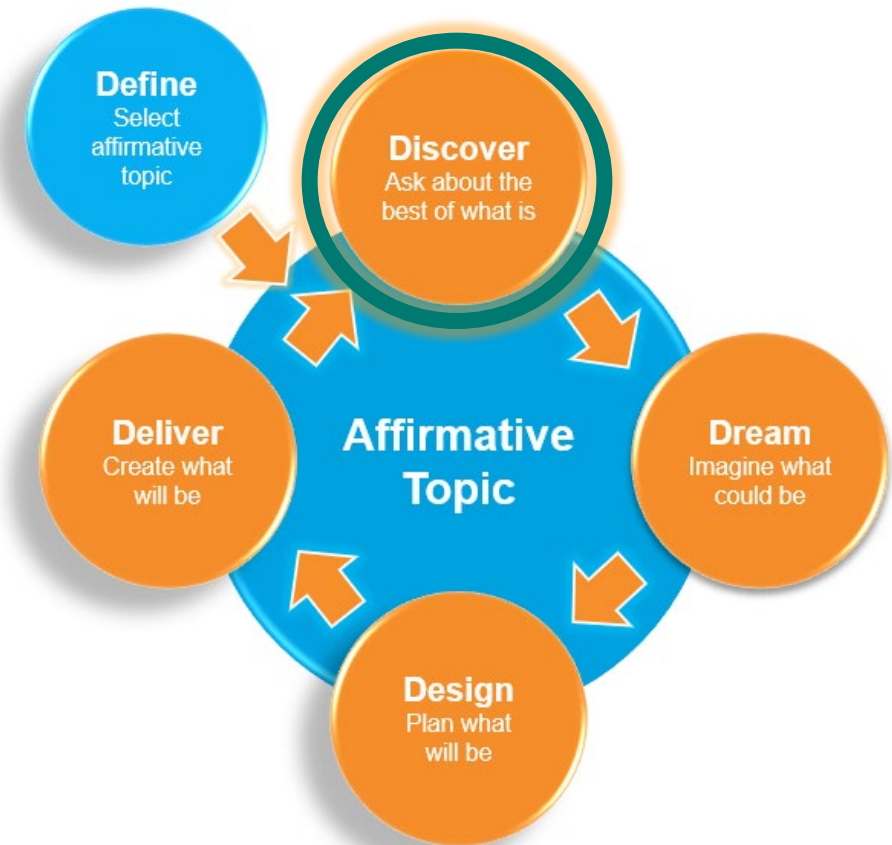 Define
Select
affirmative
topic
Discover
Ask about the
best of what is
Affirmative
Topic
Dream
Imagine what
could be
Design
Plan what
will be
Deliver
Create what
will be